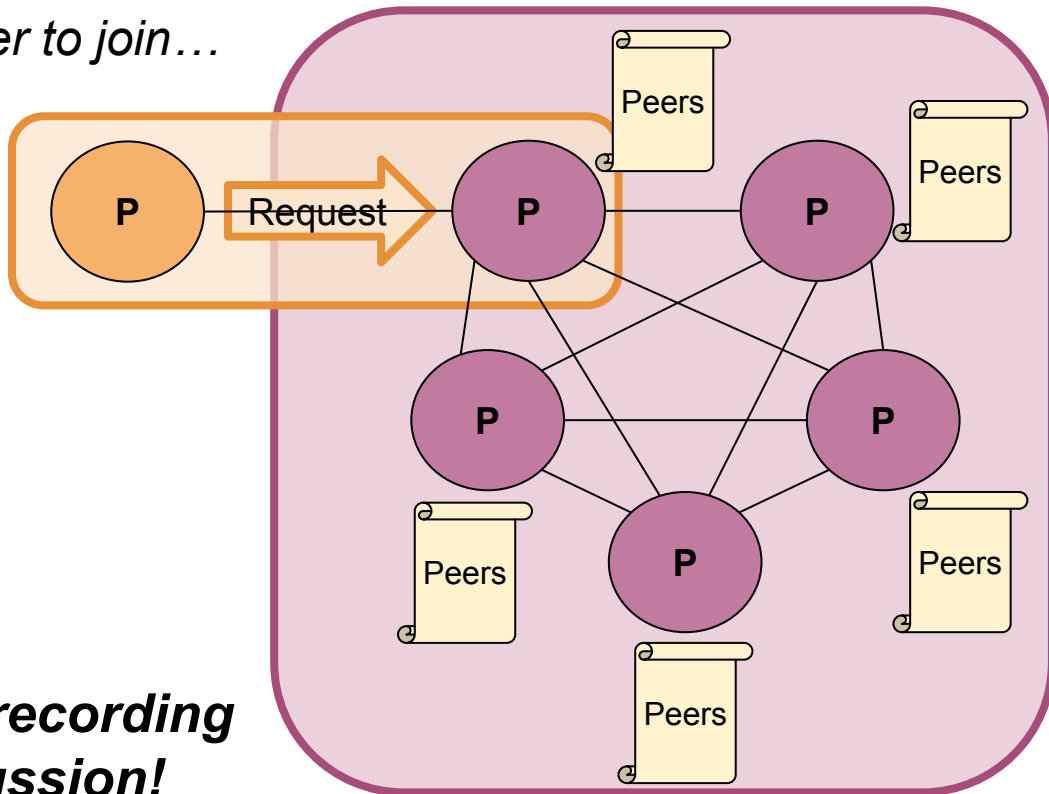 er to join…
Peers
Peers
P
Request
P
P
P
P
Peers
Peers
P
Peers
recording
ussion!